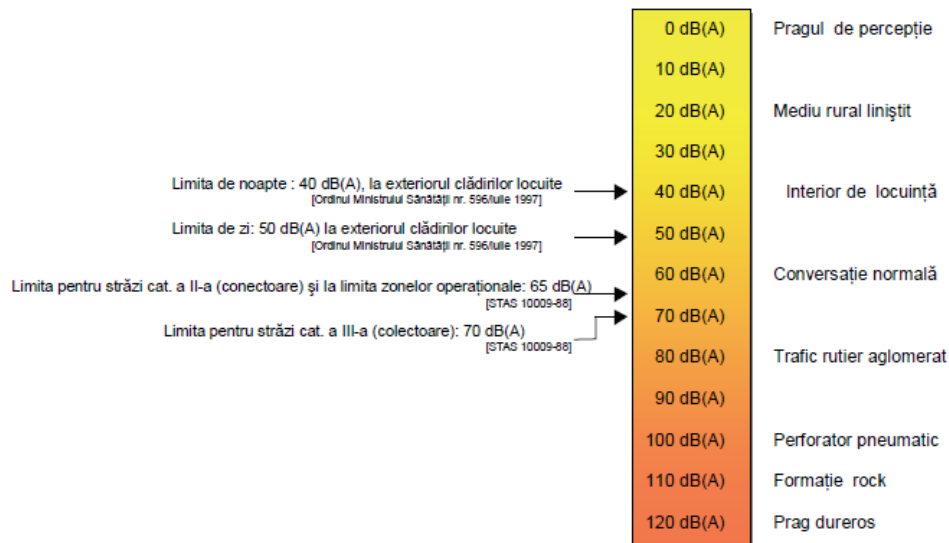 0 dB(A) Pragul de percepție
10 dB(A)
20 dB(A) Mediu rural liniştit
30 dB(A)
Limita de noapte : 40 dB(A), la exteriorul clădirilor locuite
[Ordinul Ministrului Sănătăţii nr. 596/iulie 1997]
40 dB(A) Interior de locuință
Limita de zi: 50 dB(A) la exteriorul clădirilor locuite
[Ordinul Ministrului Sănătăţii nr. 596/iulie 1997]
50 dB(A)
60 dB(A) Conversație normală
Limita pentru străzi cat. a II-a (conectoare) şi la limita zonelor operaţionale: 65 dB(A)
[STAS 10009-88]
70 dB(A)
Limita pentru străzi cat. a III-a (colectoare): 70 dB(A)
[STAS 10009-88]
80 dB(A) Trafic rutier aglomerat
90 dB(A)
100 dB(A) Perforator pneumatic
110 dB(A) Formație rock
120 dB(A) Prag dureros